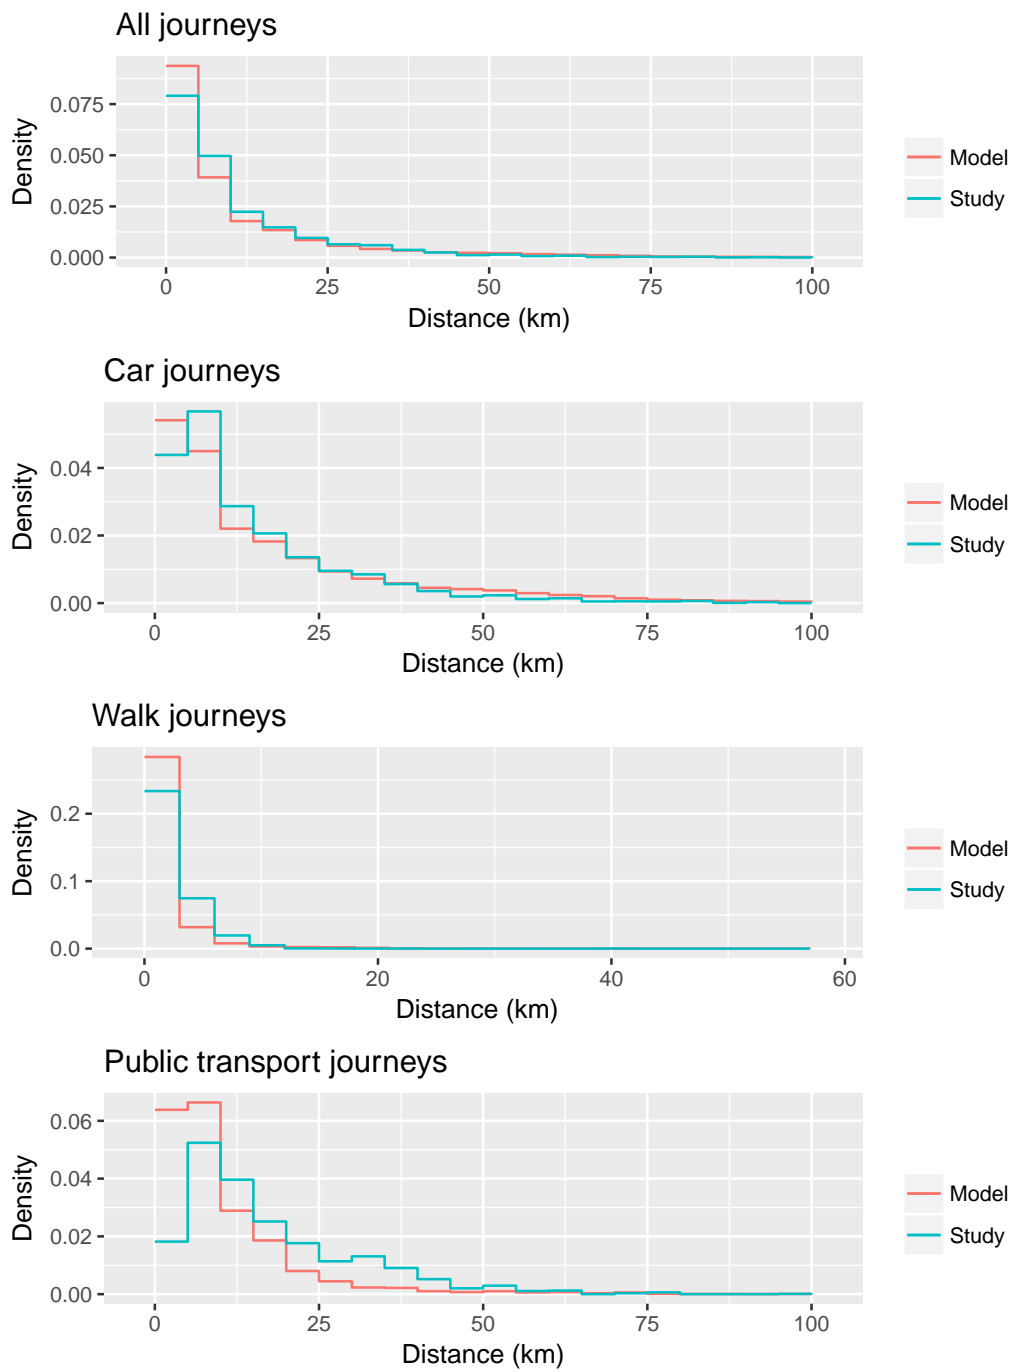 All journeys
Density
0.075
0.050
0.025
0.000
0 25 50 75 100
Distance (km)
Model
Study
Car journeys
Density
0.04
0.02
0.00
0 25 50 75 100
Distance (km)
Model
Study
Walk journeys
Density
0.2
0.1
0.0
0 20 40 60
Distance (km)
Model
Study
Public transport journeys
Density
0.06
0.04
0.02
0.00
0 25 50 75 100
Distance (km)
Model
Study